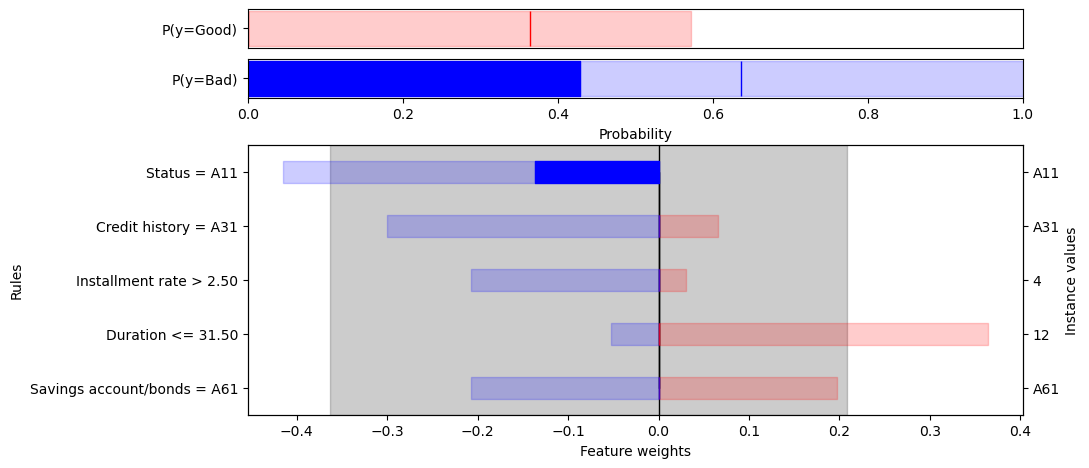 P(y=Good)
P(y=Bad)
0.0 0.2 0.4 0.6 0.8 1.0
Probability
Status = A11 A11
Credit history = A31 A31
Installment rate > 2.50 4
Duration <= 31.50 12
Savings account/bonds = A61 A61
Rules
Instance values
−0.4 −0.3 −0.2 −0.1 0.0 0.1 0.2 0.3 0.4
Feature weights